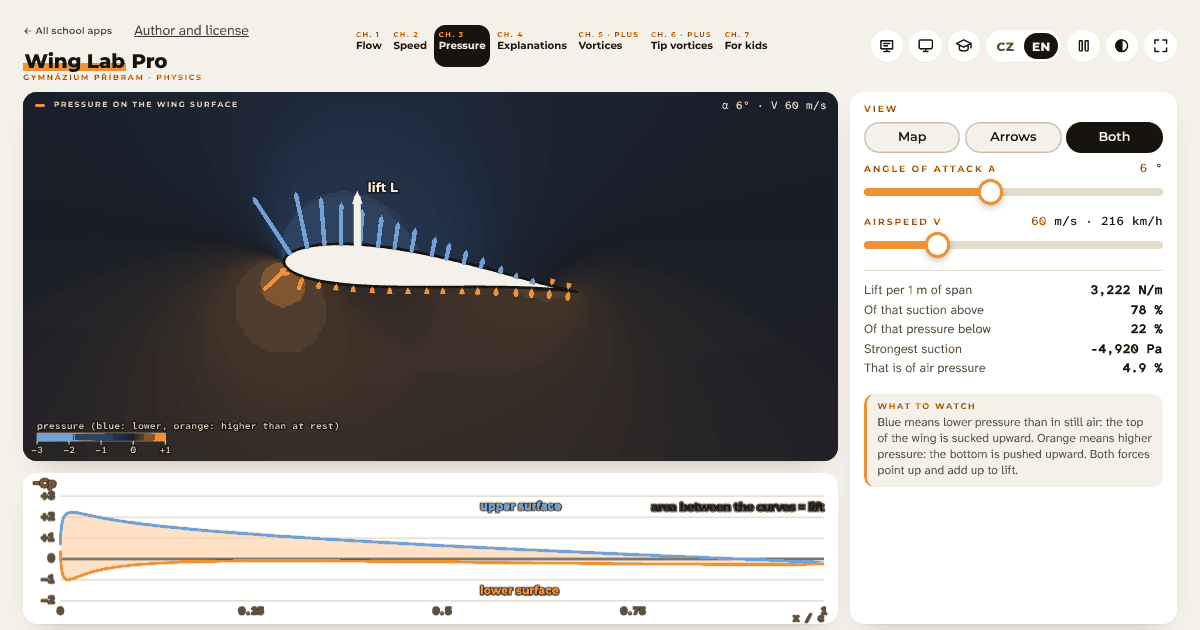 ← All school apps
Author and license
Wing Lab Pro
GYMNÁZIUM PŘÍBRAM · PHYSICS
CH. 1
Flow
CH. 2
Speed
CH. 3
Pressure
CH. 4
Explanations
CH. 5 · PLUS
Vortices
CH. 6 · PLUS
Tip vortices
CH. 7
For kids
CZ
EN
PRESSURE ON THE WING SURFACE
α 6° · V 60 m/s
lift L
pressure (blue: lower, orange: higher than at rest)
−3 −2 −1 0 +1
−Cp
+3
+2
+1
0
−1
−2
upper surface
area between the curves = lift
lower surface
0 0.25 0.5 0.75 1
x / c
VIEW
Map
Arrows
Both
ANGLE OF ATTACK Α 6 °
AIRSPEED V 60 m/s · 216 km/h
Lift per 1 m of span 3,222 N/m
Of that suction above 78 %
Of that pressure below 22 %
Strongest suction -4,920 Pa
That is of air pressure 4.9 %
WHAT TO WATCH
Blue means lower pressure than in still air: the top
of the wing is sucked upward. Orange means higher
pressure: the bottom is pushed upward. Both forces
point up and add up to lift.